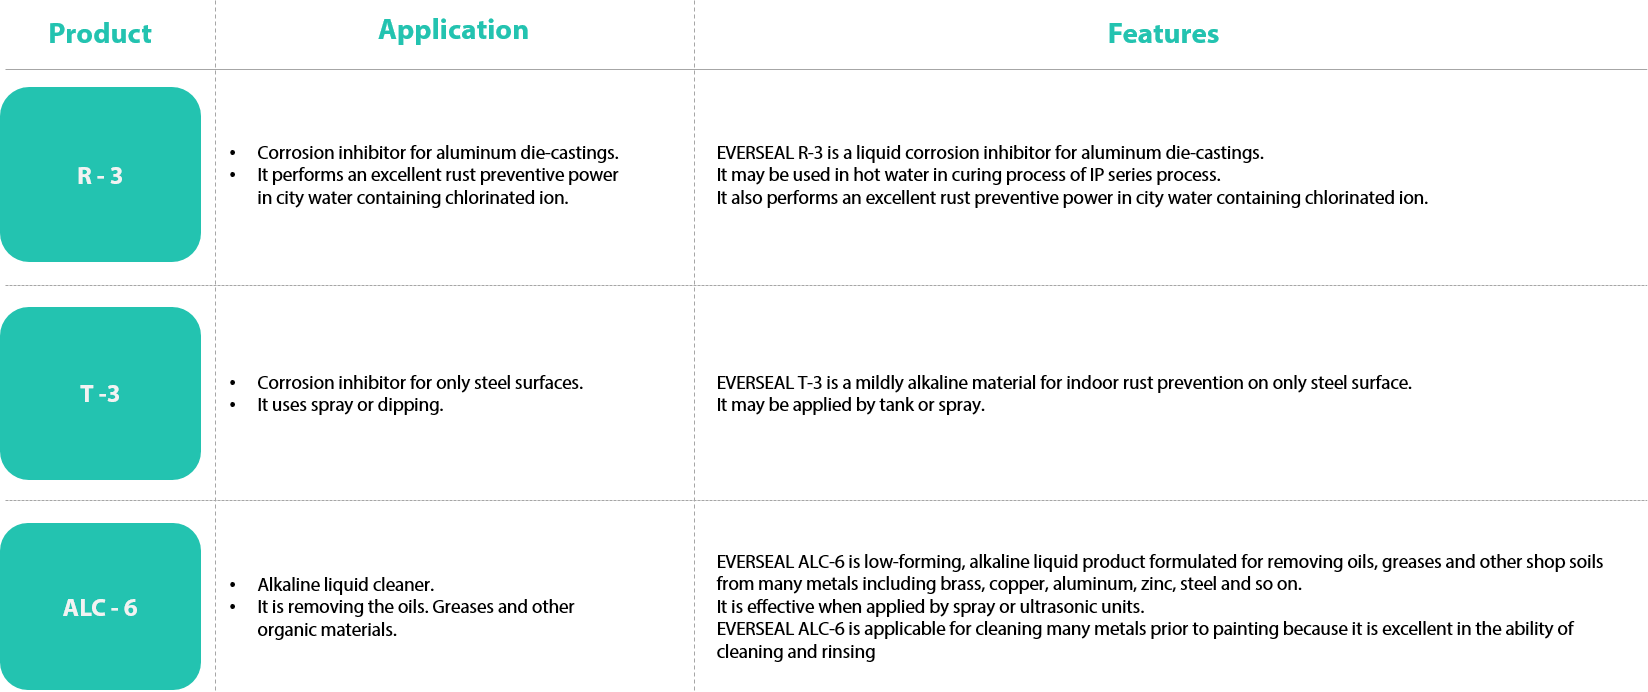 Product
Application
Features
R - 3
• Corrosion inhibitor for aluminum die-castings.
• It performs an excellent rust preventive power
in city water containing chlorinated ion.
EVERSEAL R-3 is a liquid corrosion inhibitor for aluminum die-castings.
It may be used in hot water in curing process of IP series process.
It also performs an excellent rust preventive power in city water containing chlorinated ion.
T -3
• Corrosion inhibitor for only steel surfaces.
• It uses spray or dipping.
EVERSEAL T-3 is a mildly alkaline material for indoor rust prevention on only steel surface.
It may be applied by tank or spray.
ALC - 6
• Alkaline liquid cleaner.
• It is removing the oils. Greases and other
organic materials.
EVERSEAL ALC-6 is low-forming, alkaline liquid product formulated for removing oils, greases and other shop soils
from many metals including brass, copper, aluminum, zinc, steel and so on.
It is effective when applied by spray or ultrasonic units.
EVERSEAL ALC-6 is applicable for cleaning many metals prior to painting because it is excellent in the ability of
cleaning and rinsing